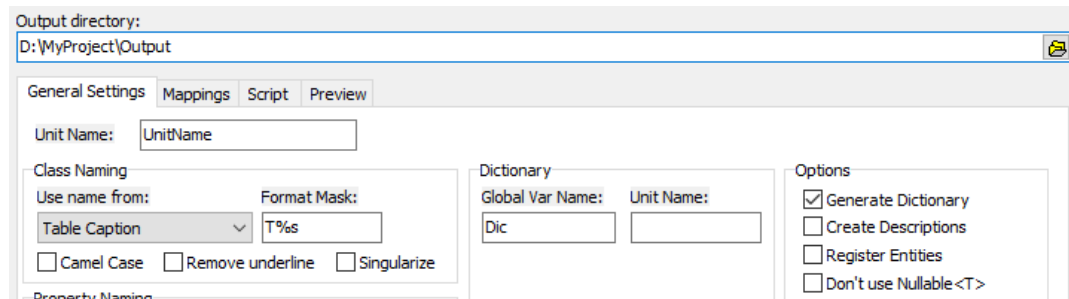 Output directory:
D:\MyProject\Output
General Settings Mappings Script Preview
Unit Name: UnitName
Class Naming
Use name from: Format Mask:
Table Caption T%s
Camel Case Remove underline Singularize
Dictionary
Global Var Name: Unit Name:
Dic
Options
Generate Dictionary
Create Descriptions
Register Entities
Don't use Nullable<T>
Property Naming